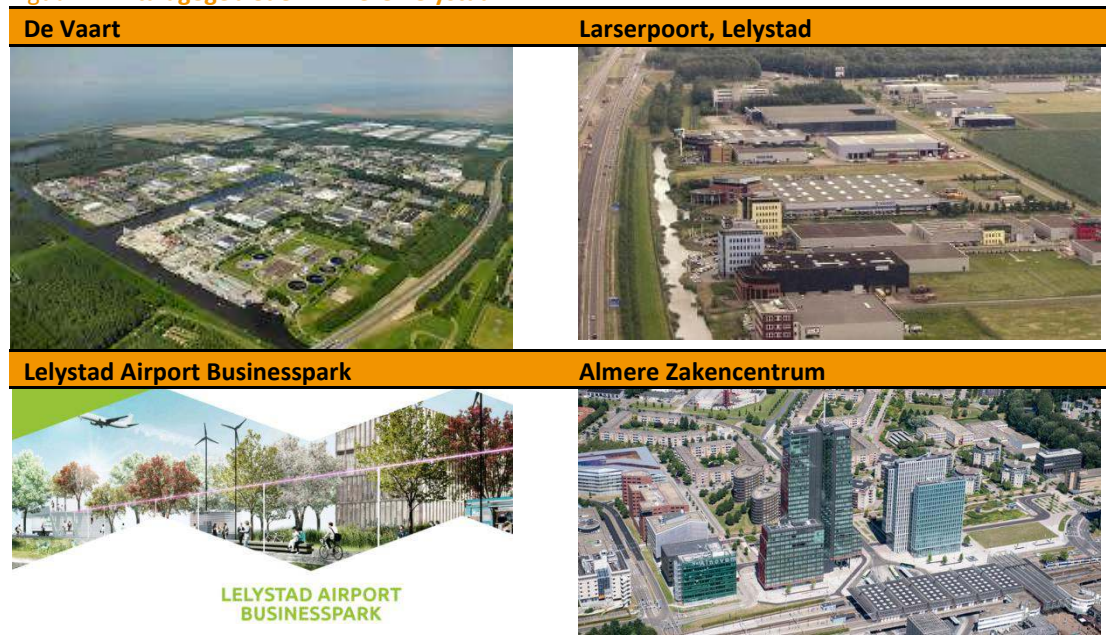 De Vaart
Larserpoort, Lelystad
Lelystad Airport Businesspark
Almere Zakencentrum
LELYSTAD AIRPORT
BUSINESSPARK